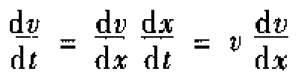 dv/dt = dv/dx dx/dt = v dv/dx